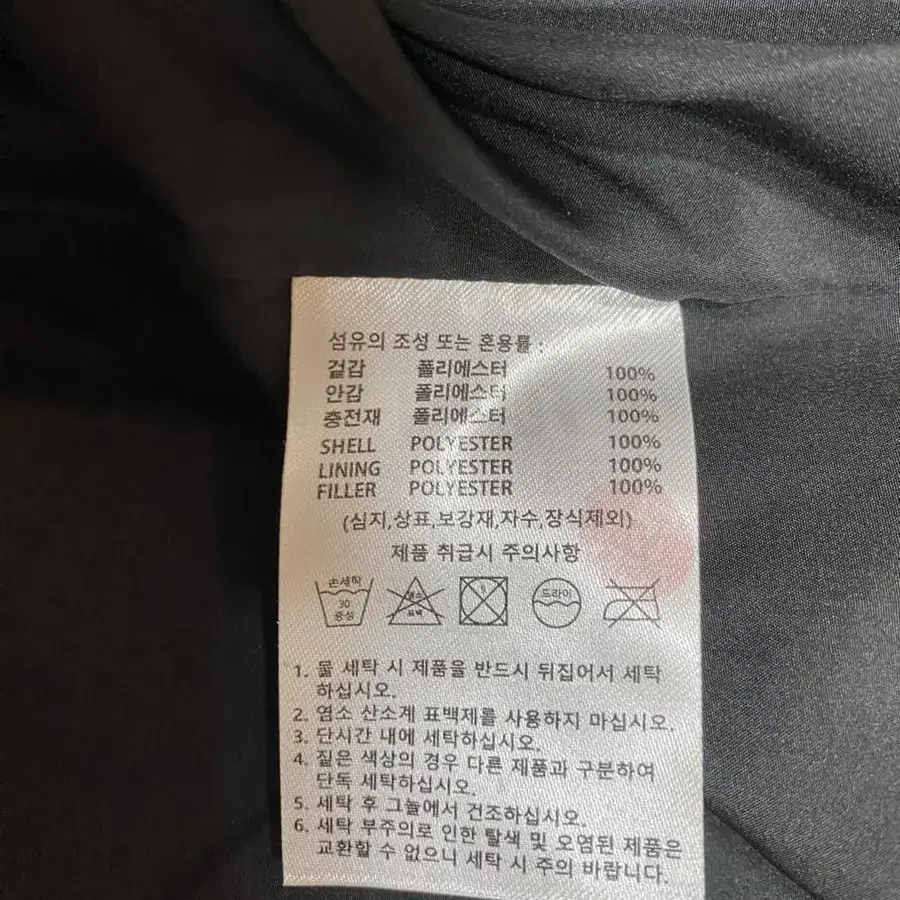 섬유의 조성 또는 혼용률 :
겉감 폴리에스터 100%
안감 폴리에스터 100%
충전재 폴리에스터 100%
SHELL POLYESTER 100%
LINING POLYESTER 100%
FILLER POLYESTER 100%
(심지,상표,보강재,자수,장식제외)
제품 취급시 주의사항
손세탁 30 중성
염소 표백
드라이
1. 물 세탁 시 제품을 반드시 뒤집어서 세탁
하십시오.
2. 염소 산소계 표백제를 사용하지 마십시오.
3. 단시간 내에 세탁하십시오.
4. 짙은 색상의 경우 다른 제품과 구분하여
단독 세탁하십시오.
5. 세탁 후 그늘에서 건조하십시오.
6. 세탁 부주의로 인한 탈색 및 오염된 제품은
교환할 수 없으니 세탁 시 주의 바랍니다.